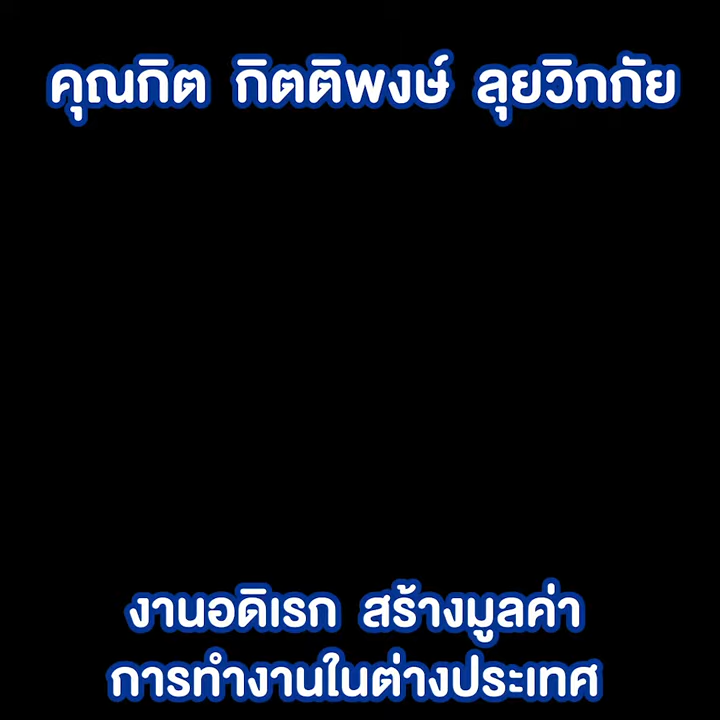 คุณกิต กิตติพงษ์ ลุยวิกกัย
งานอดิเรก สร้างมูลค่า
การทำงานในต่างประเทศ